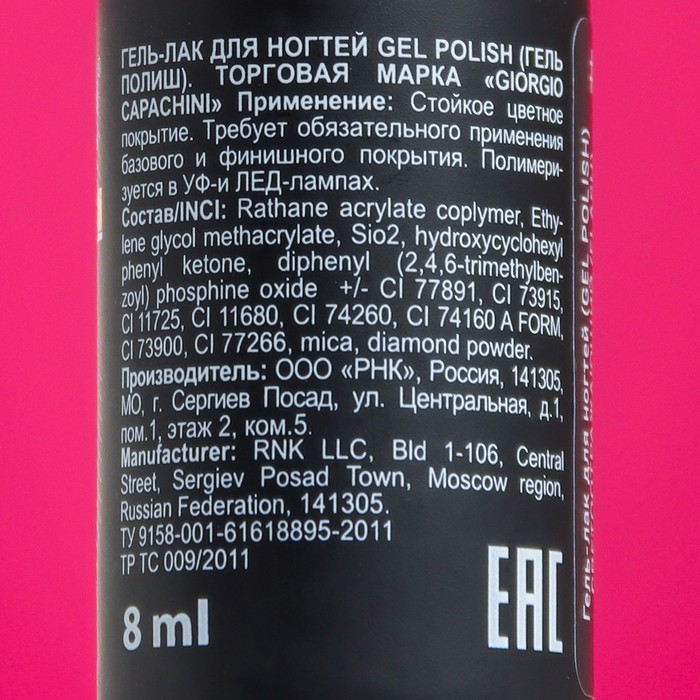 ГЕЛЬ-ЛАК ДЛЯ НОГТЕЙ GEL POLISH (ГЕЛЬ
ПОЛИШ). ТОРГОВАЯ МАРКА «GIORGIO
CAPACHINI» Применение: Стойкое цветное
покрытие. Требует обязательного применения
базового и финишного покрытия. Полимери-
зуется в УФ-и ЛЕД-лампах.
Состав/INCI: Rathane acrylate coplymer, Ethy-
lene glycol methacrylate, Sio2, hydroxycyclohexyl
phenyl ketone, diphenyl (2,4,6-trimethylben-
zoyl) phosphine oxide +/- CI 77891, CI 73915,
CI 11725, CI 11680, CI 74260, CI 74160 A FORM,
CI 73900, CI 77266, mica, diamond powder.
Производитель: ООО «РНК», Россия, 141305,
МО, г. Сергиев Посад, ул. Центральная, д.1,
пом.1, этаж 2, ком.5.
Manufacturer: RNK LLC, Bld 1-106, Central
Street, Sergiev Posad Town, Moscow region,
Russian Federation, 141305.
ТУ 9158-001-61618895-2011
ТР ТС 009/2011
8 ml
EAC
Гель-лак для ногтей (GEL POLISH)